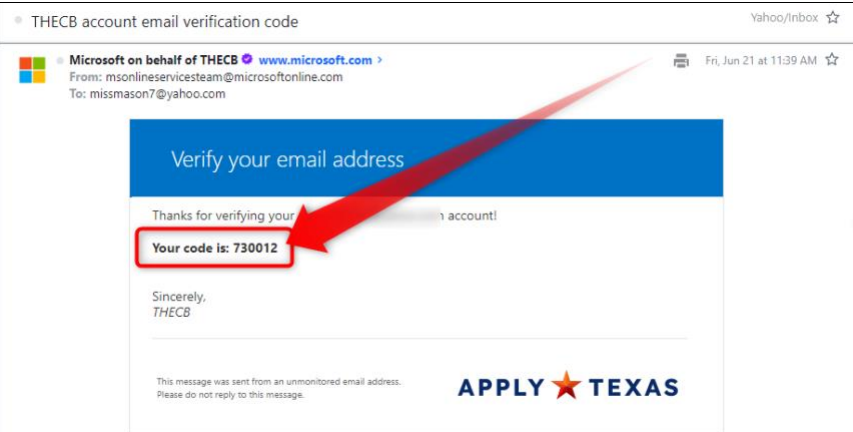 THECB account email verification code
Yahoo/Inbox
Microsoft on behalf of THECB www.microsoft.com >
Fri, Jun 21 at 11:39 AM
From: msonlineservicesteam@microsoftonline.com
To: missmason7@yahoo.com
Verify your email address
Thanks for verifying your account!
Your code is: 730012
Sincerely,
THECB
This message was sent from an unmonitored email address.
Please do not reply to this message.
APPLY TEXAS